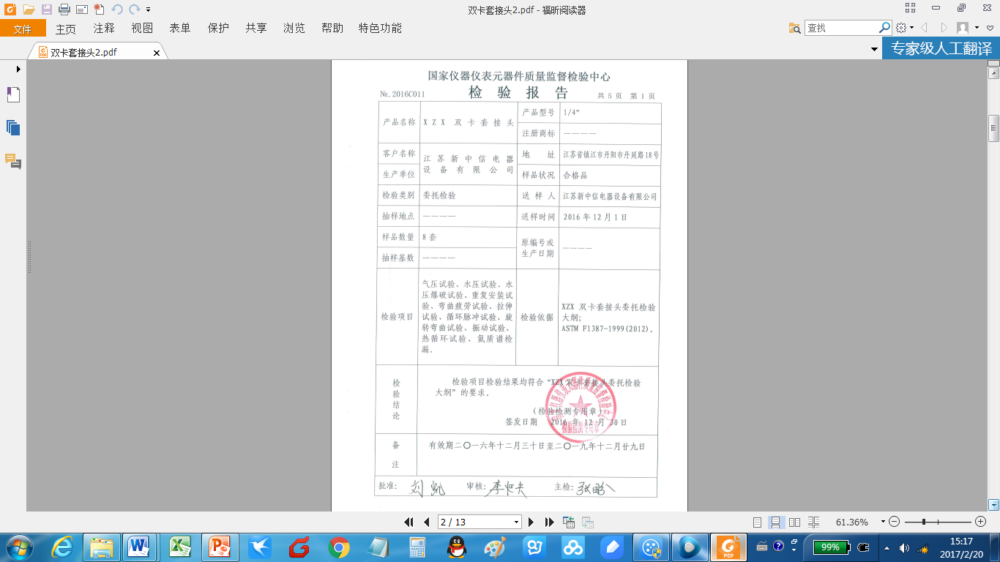 双卡套接头2.pdf - 福昕阅读器
文件 主页 注释 视图 表单 保护 共享 浏览 帮助 特色功能 查找
双卡套接头2.pdf
专家级人工翻译
国家仪器仪表元器件质量监督检验中心
№.2016C011 检验报告 共 5 页 第 1 页
产品名称 XZX 双卡套接头 产品型号 1/4″
注册商标 ————
客户名称 江苏新中信电器 地 址 江苏省镇江市丹阳市丹延路18号
生产单位 设备有限公司 样品状况 合格品
检验类别 委托检验 送样人 江苏新中信电器设备有限公司
抽样地点 ———— 送样时间 2016年12月1日
样品数量 8套 原编号或
生产日期 ————
抽样基数 ————
检验项目
气压试验、水压试验、水
压爆破试验、重复安装试
验、弯曲疲劳试验、拉伸
试验、循环脉冲试验、旋
转弯曲试验、振动试验、
热循环试验、氦质谱检
漏。
检验依据
XZX 双卡套接头委托检验
大纲;
ASTM F1387-1999(2012)。
检验结论
检验项目检验结果均符合“XZX双卡套接头委托检验
大纲”的要求。
(检验检测专用章)
签发日期 2016 年 12 月 30日
检验检测专用章
备注
有效期二〇一六年十二月三十日至二〇一九年十二月廿九日
批准: 刘凯 审核: 主检:
2 / 13
61.36%
99%
15:17
2017/2/20